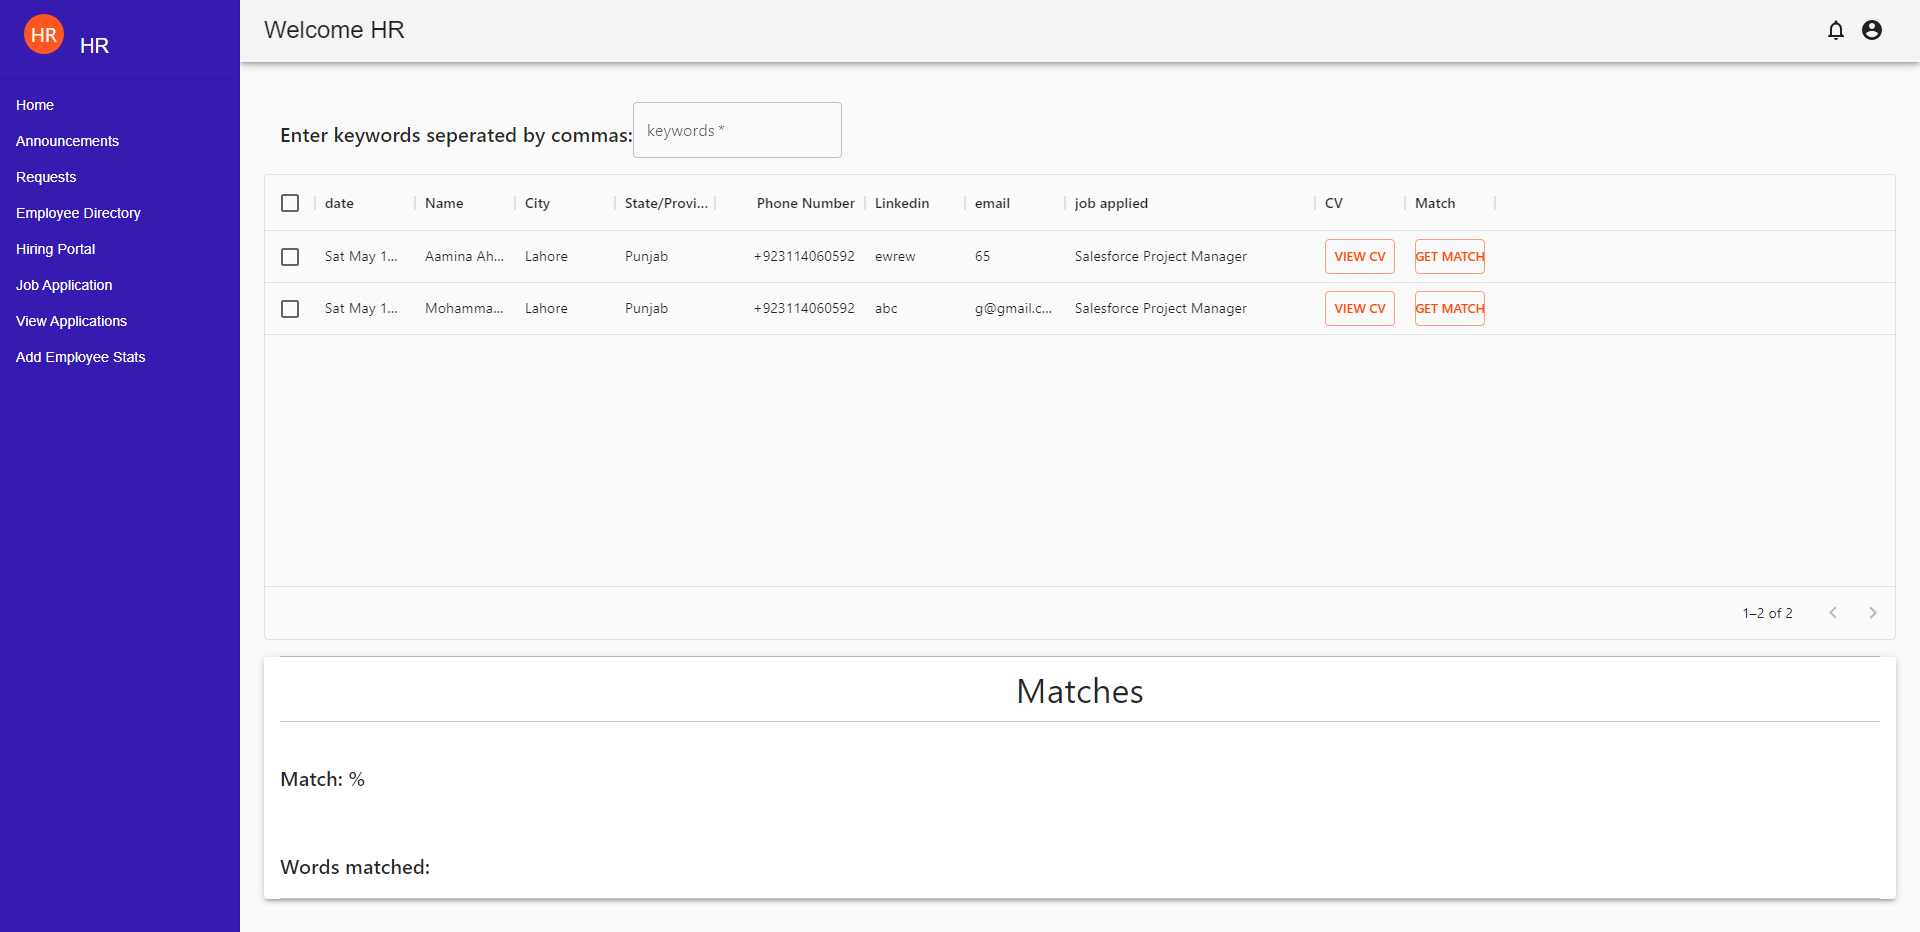 HR
HR
Welcome HR
Home
Announcements
Requests
Employee Directory
Hiring Portal
Job Application
View Applications
Add Employee Stats
Enter keywords seperated by commas:
keywords *
date Name City State/Provi... Phone Number Linkedin email job applied CV Match
Sat May 1... Aamina Ah... Lahore Punjab +923114060592 ewrew 65 Salesforce Project Manager VIEW CV GET MATCH
Sat May 1... Mohamma... Lahore Punjab +923114060592 abc g@gmail.c... Salesforce Project Manager VIEW CV GET MATCH
1–2 of 2
Matches
Match: %
Words matched: